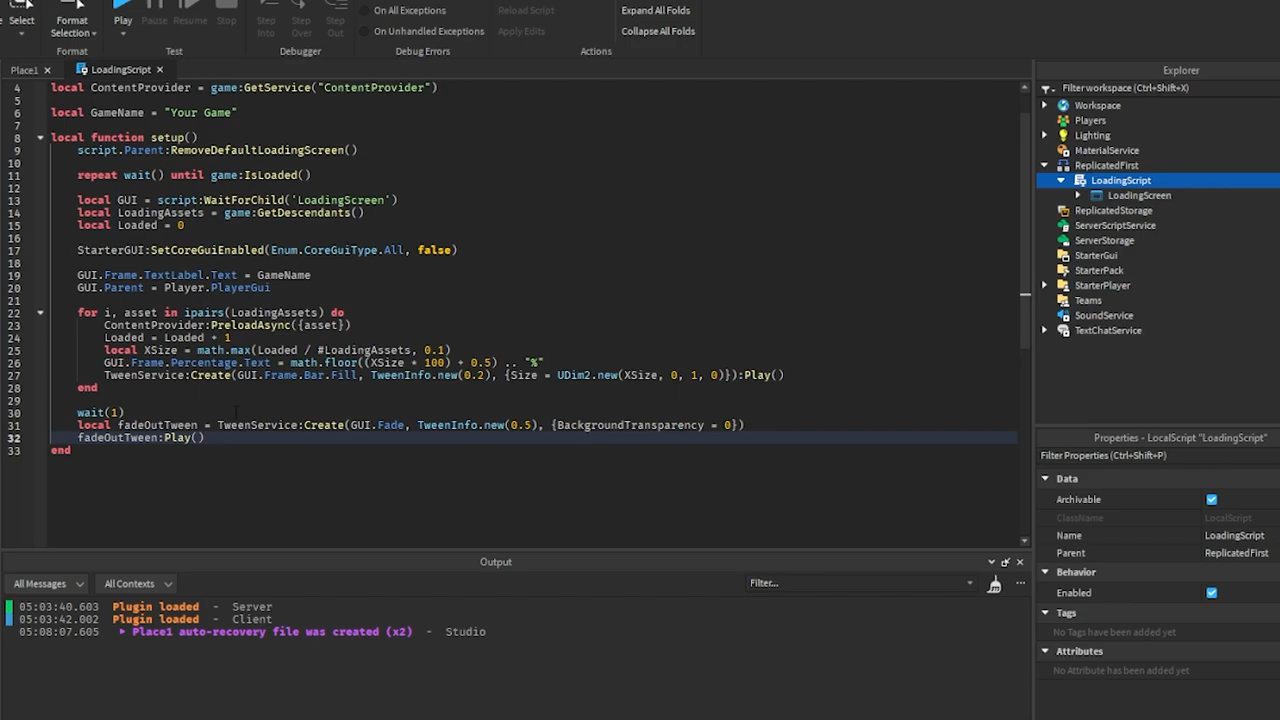 Select
Format
Selection
Play
Pause
Resume
Stop
Step
Into
Step
Over
Step
Out
On All Exceptions
On Unhandled Exceptions
Reload Script
Apply Edits
Expand All Folds
Collapse All Folds
Format
Test
Debugger
Debug Errors
Actions
Place1
LoadingScript
4 local ContentProvider = game:GetService("ContentProvider")
5
6 local GameName = "Your Game"
7
8 local function setup()
9 script.Parent:RemoveDefaultLoadingScreen()
10
11 repeat wait() until game:IsLoaded()
12
13 local GUI = script:WaitForChild('LoadingScreen')
14 local LoadingAssets = game:GetDescendants()
15 local Loaded = 0
16
17 StarterGUI:SetCoreGuiEnabled(Enum.CoreGuiType.All, false)
18
19 GUI.Frame.TextLabel.Text = GameName
20 GUI.Parent = Player.PlayerGui
21
22 for i, asset in ipairs(LoadingAssets) do
23 ContentProvider:PreloadAsync({asset})
24 Loaded = Loaded + 1
25 local XSize = math.max(Loaded / #LoadingAssets, 0.1)
26 GUI.Frame.Percentage.Text = math.floor((XSize * 100) + 0.5) .. "%"
27 TweenService:Create(GUI.Frame.Bar.Fill, TweenInfo.new(0.2), {Size = UDim2.new(XSize, 0, 1, 0)}):Play()
28 end
29
30 wait(1)
31 local fadeOutTween = TweenService:Create(GUI.Fade, TweenInfo.new(0.5), {BackgroundTransparency = 0})
32 fadeOutTween:Play()
33 end
Output
All Messages
All Contexts
Filter...
05:03:40.603 Plugin loaded - Server
05:03:42.002 Plugin loaded - Client
05:08:07.605 Place1 auto-recovery file was created (x2) - Studio
Explorer
Filter workspace (Ctrl+Shift+X)
Workspace
Players
Lighting
MaterialService
ReplicatedFirst
LoadingScript
LoadingScreen
ReplicatedStorage
ServerScriptService
ServerStorage
StarterGui
StarterPack
StarterPlayer
Teams
SoundService
TextChatService
Properties - LocalScript "LoadingScript"
Filter Properties (Ctrl+Shift+P)
Data
Archivable
ClassName LocalScript
Name LoadingScript
Parent ReplicatedFirst
Behavior
Enabled
Tags
No Tags have been added yet
Attributes
No Attribute has been added yet